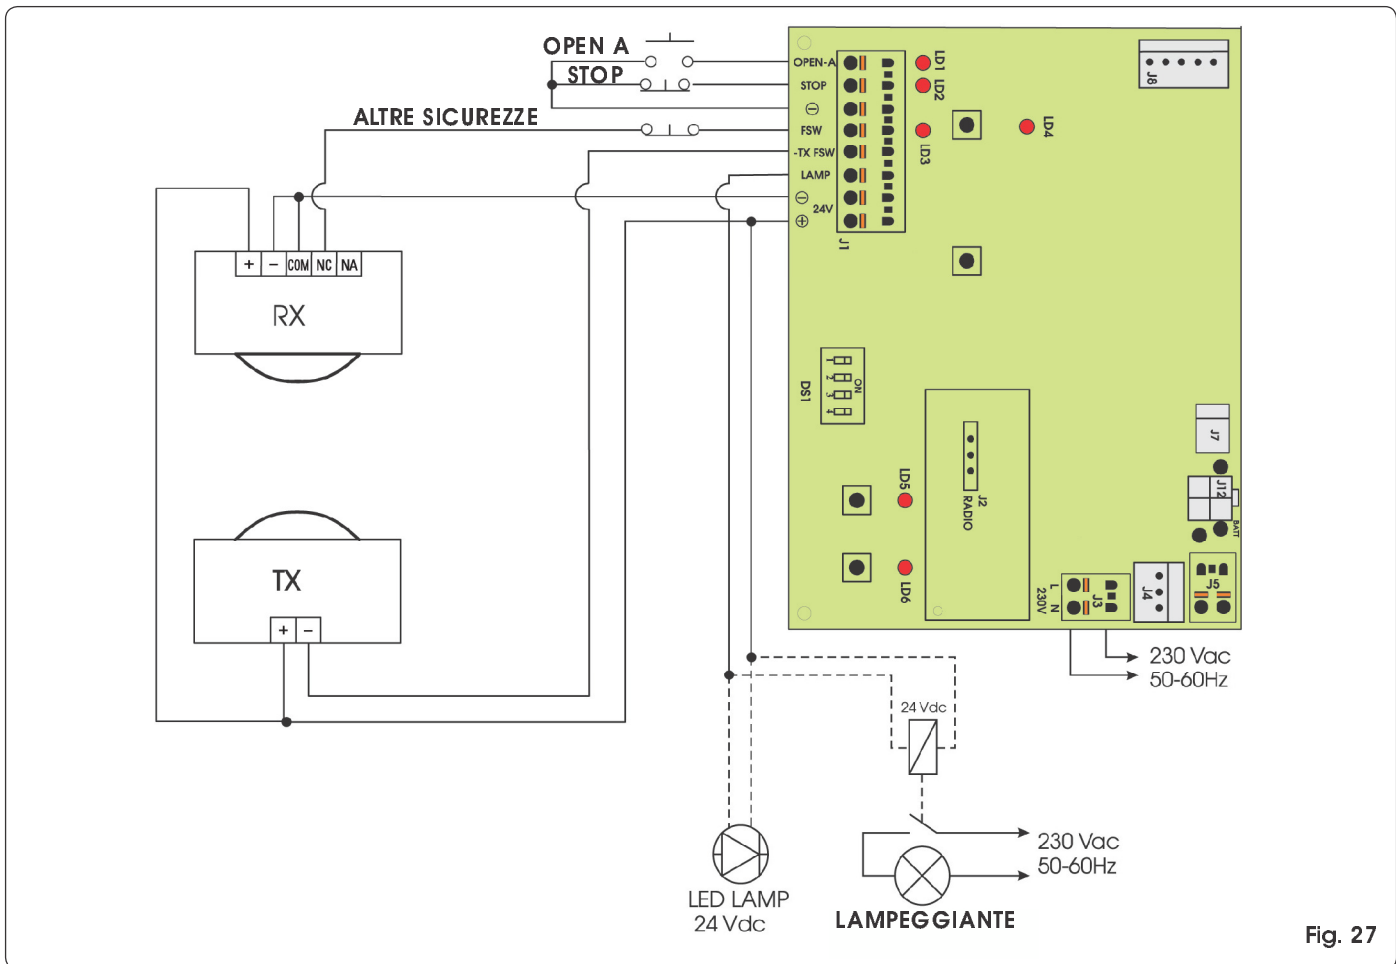 OPEN A
STOP
ALTRE SICUREZZE
OPEN-A
STOP
⊖
FSW
-TX FSW
LAMP
⊖
24V
⊕
J1
LD1
LD2
LD3
LD4
J8
+ − COM NC NA
RX
TX
+ −
DS1
1
2
3
4
ON
LD5
LD6
J2
RADIO
J7
J12
BATT
L
N
230V
J3
J4
J5
230 Vac
50-60Hz
24 Vdc
230 Vac
50-60Hz
LED LAMP
24 Vdc
LAMPEGGIANTE
Fig. 27